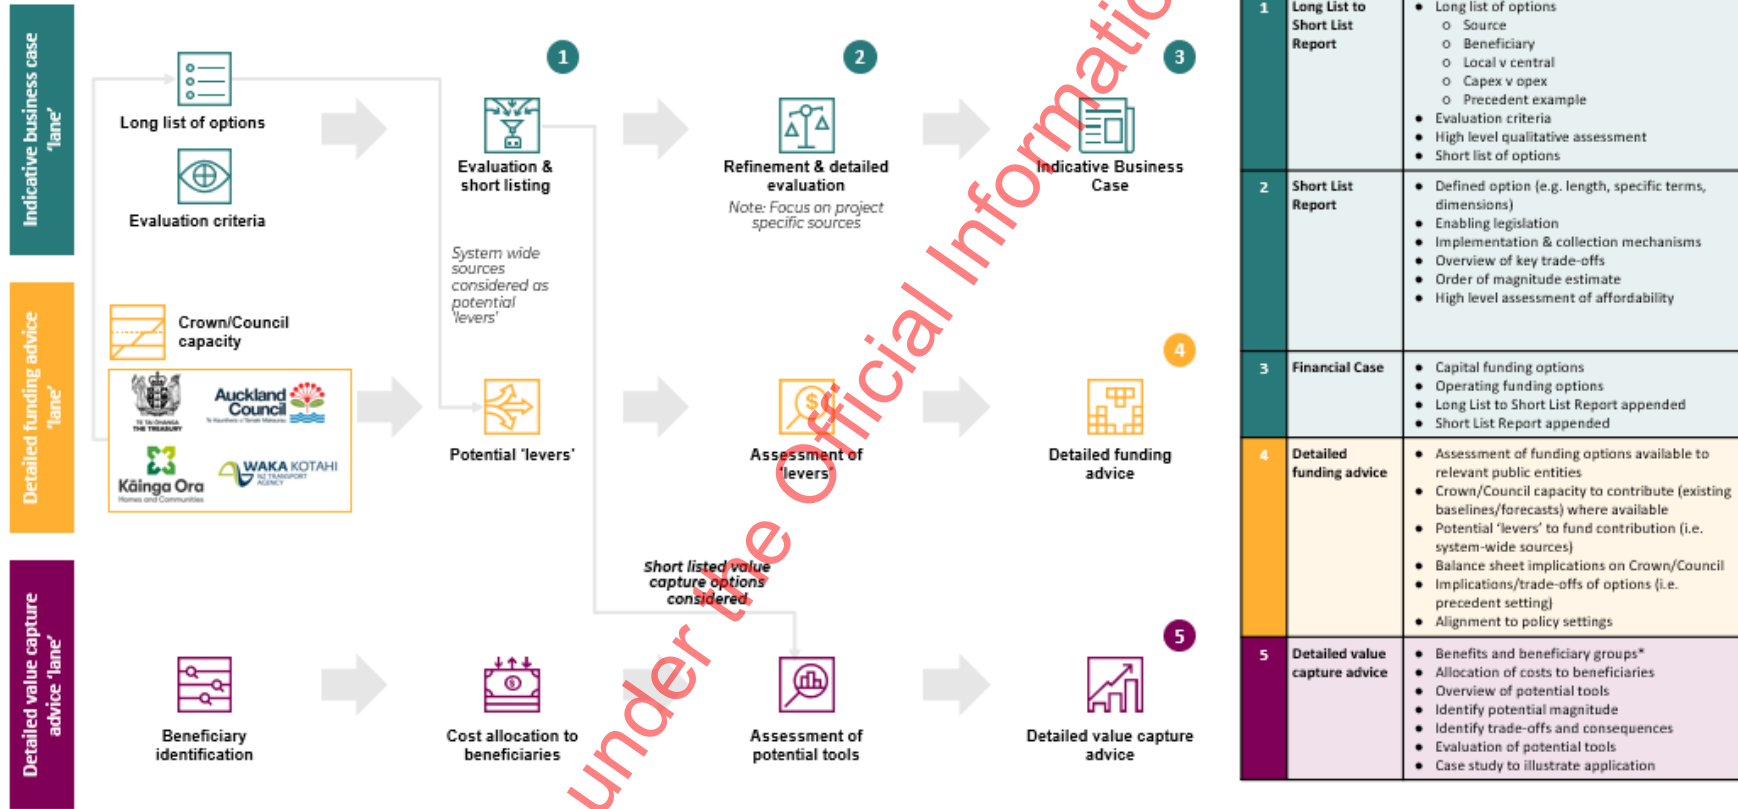 Indicative business case
'lane'
Long list of options
Evaluation criteria
1
Evaluation &
short listing
2
Refinement & detailed
evaluation
Note: Focus on project
specific sources
3
Indicative Business
Case
System wide
sources
considered as
potential
'levers'
Detailed funding advice
'lane'
Crown/Council
capacity
TE TAI ŌHANGA
THE TREASURY
Auckland
Council
Te Kaunihera o Tāmaki Makaurau
Kāinga Ora
Homes and Communities
WAKA KOTAHI
NZ TRANSPORT
AGENCY
Potential 'levers'
Assessment of
'levers'
4
Detailed funding
advice
Short listed value
capture options
considered
Detailed value capture
advice 'lane'
Beneficiary
identification
Cost allocation to
beneficiaries
Assessment of
potential tools
5
Detailed value capture
advice
under the Official Informatio
1
Long List to
Short List
Report
● Long list of options
o Source
o Beneficiary
o Local v central
o Capex v opex
o Precedent example
● Evaluation criteria
● High level qualitative assessment
● Short list of options
2
Short List
Report
● Defined option (e.g. length, specific terms,
dimensions)
● Enabling legislation
● Implementation & collection mechanisms
● Overview of key trade-offs
● Order of magnitude estimate
● High level assessment of affordability
3
Financial Case
● Capital funding options
● Operating funding options
● Long List to Short List Report appended
● Short List Report appended
4
Detailed
funding advice
● Assessment of funding options available to
relevant public entities
● Crown/Council capacity to contribute (existing
baselines/forecasts) where available
● Potential 'levers' to fund contribution (i.e.
system-wide sources)
● Balance sheet implications on Crown/Council
● Implications/trade-offs of options (i.e.
precedent setting)
● Alignment to policy settings
5
Detailed value
capture advice
● Benefits and beneficiary groups*
● Allocation of costs to beneficiaries
● Overview of potential tools
● Identify potential magnitude
● Identify trade-offs and consequences
● Evaluation of potential tools
● Case study to illustrate application